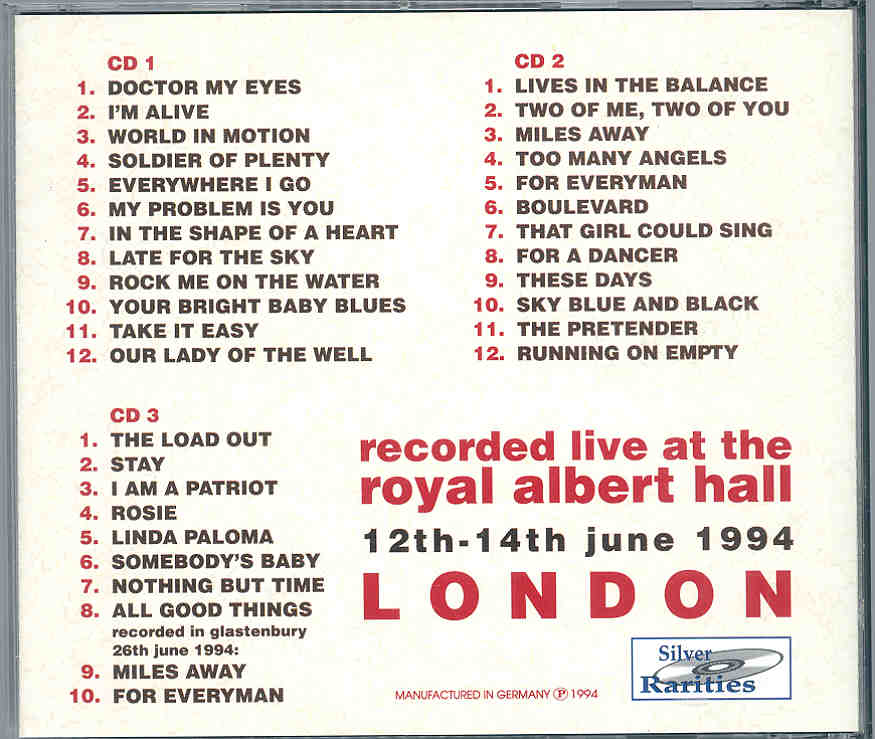 CD 1
1. DOCTOR MY EYES
2. I'M ALIVE
3. WORLD IN MOTION
4. SOLDIER OF PLENTY
5. EVERYWHERE I GO
6. MY PROBLEM IS YOU
7. IN THE SHAPE OF A HEART
8. LATE FOR THE SKY
9. ROCK ME ON THE WATER
10. YOUR BRIGHT BABY BLUES
11. TAKE IT EASY
12. OUR LADY OF THE WELL
CD 2
1. LIVES IN THE BALANCE
2. TWO OF ME, TWO OF YOU
3. MILES AWAY
4. TOO MANY ANGELS
5. FOR EVERYMAN
6. BOULEVARD
7. THAT GIRL COULD SING
8. FOR A DANCER
9. THESE DAYS
10. SKY BLUE AND BLACK
11. THE PRETENDER
12. RUNNING ON EMPTY
CD 3
1. THE LOAD OUT
2. STAY
3. I AM A PATRIOT
4. ROSIE
5. LINDA PALOMA
6. SOMEBODY'S BABY
7. NOTHING BUT TIME
8. ALL GOOD THINGS
recorded in glastenbury
26th june 1994:
9. MILES AWAY
10. FOR EVERYMAN
recorded live at the
royal albert hall
12th-14th june 1994
LONDON
MANUFACTURED IN GERMANY Ⓟ 1994
Silver
Rarities